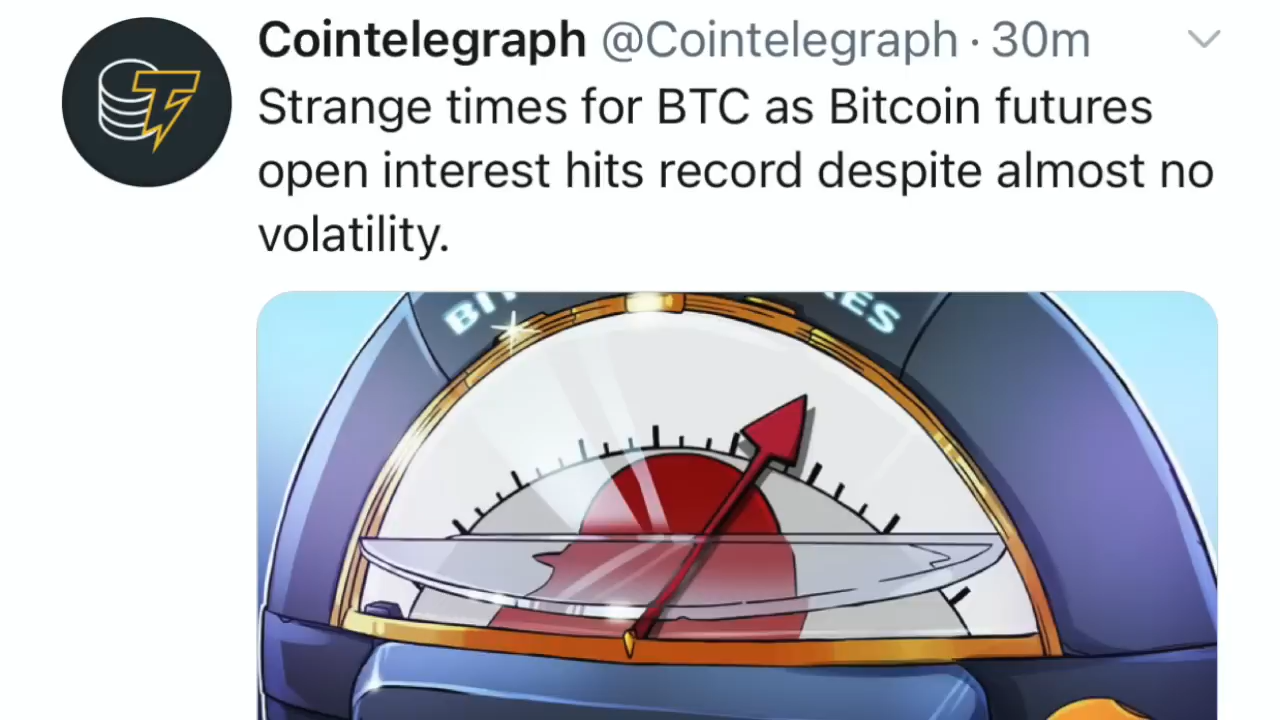 Cointelegraph @Cointelegraph · 30m
Strange times for BTC as Bitcoin futures
open interest hits record despite almost no
volatility.